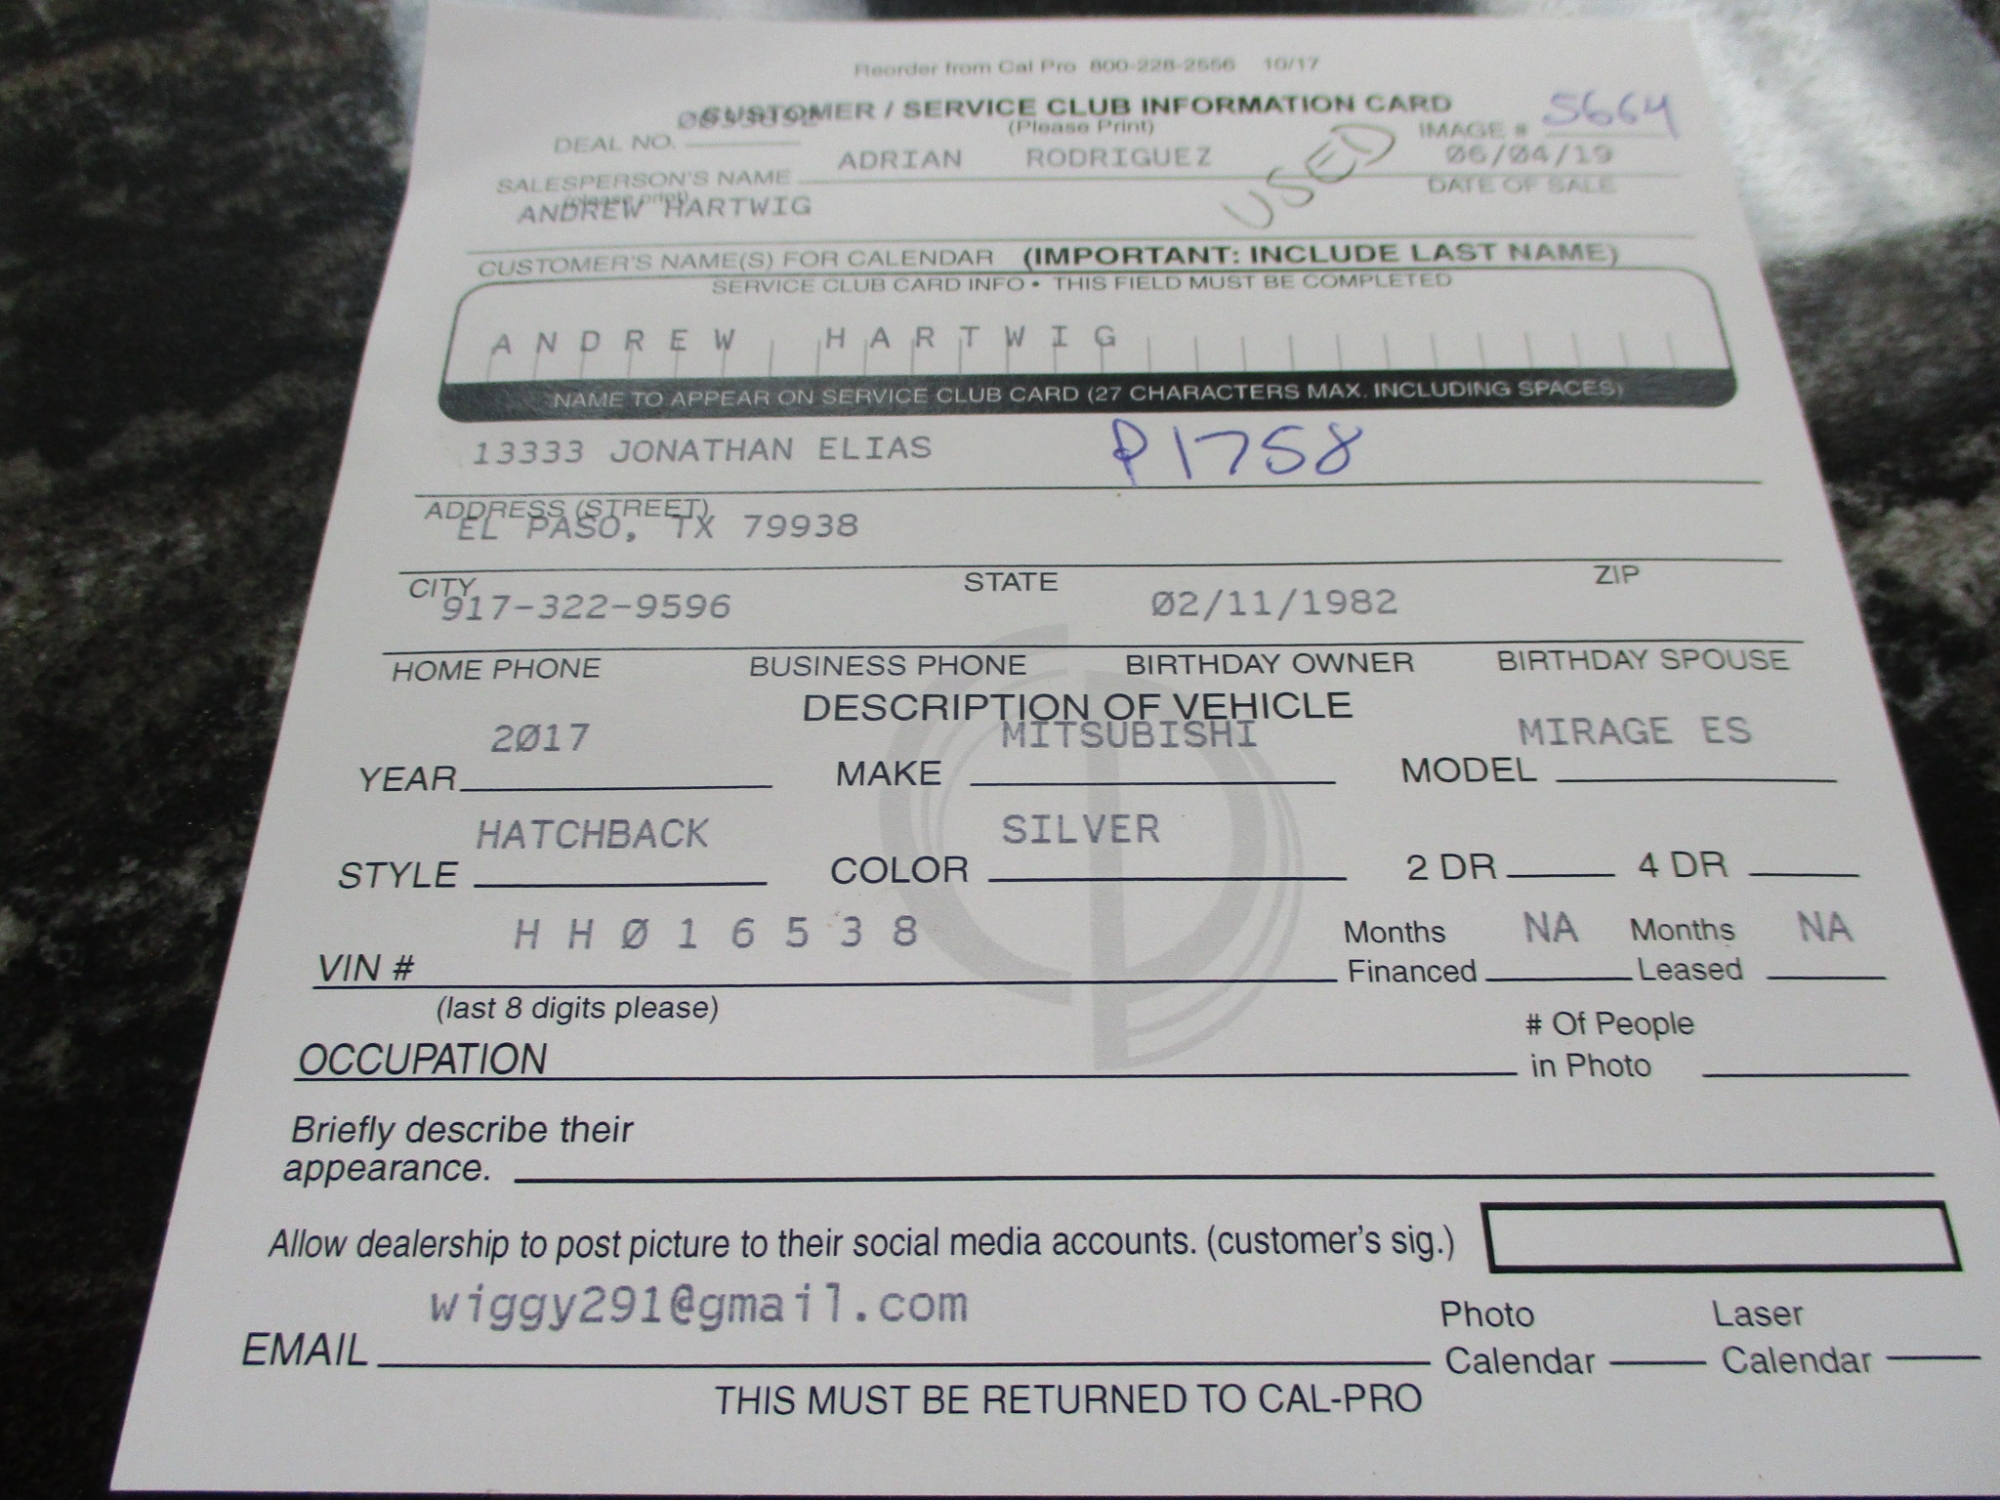 Reorder from Cal Pro 800-228-2556 10/17
CUSTOMER / SERVICE CLUB INFORMATION CARD
(Please Print)
DEAL NO.
IMAGE # 5664
USED
ADRIAN RODRIGUEZ 06/04/19
SALESPERSON'S NAME DATE OF SALE
(please print)
ANDREW HARTWIG
CUSTOMER'S NAME(S) FOR CALENDAR (IMPORTANT: INCLUDE LAST NAME)
SERVICE CLUB CARD INFO • THIS FIELD MUST BE COMPLETED
ANDREW HARTWIG
NAME TO APPEAR ON SERVICE CLUB CARD (27 CHARACTERS MAX. INCLUDING SPACES)
13333 JONATHAN ELIAS P1758
ADDRESS (STREET)
EL PASO, TX 79938
CITY STATE ZIP
917-322-9596 02/11/1982
HOME PHONE BUSINESS PHONE BIRTHDAY OWNER BIRTHDAY SPOUSE
DESCRIPTION OF VEHICLE
2017 MITSUBISHI MIRAGE ES
YEAR MAKE MODEL
HATCHBACK SILVER
STYLE COLOR 2 DR 4 DR
HH016538 Months NA Months NA
VIN # Financed Leased
(last 8 digits please)
# Of People
OCCUPATION in Photo
Briefly describe their
appearance.
Allow dealership to post picture to their social media accounts. (customer's sig.)
wiggy291@gmail.com Photo Laser
EMAIL Calendar Calendar
THIS MUST BE RETURNED TO CAL-PRO